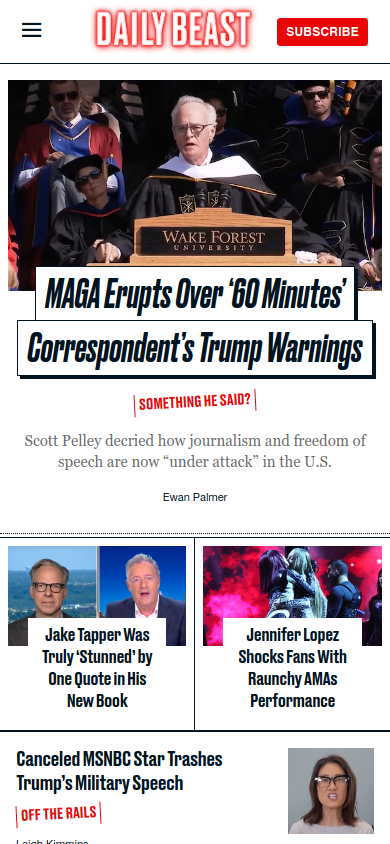 DAILY BEAST
SUBSCRIBE
WAKE FOREST
UNIVERSITY
MAGA Erupts Over ‘60 Minutes’
Correspondent’s Trump Warnings
SOMETHING HE SAID?
Scott Pelley decried how journalism and freedom of
speech are now “under attack” in the U.S.
Ewan Palmer
Jake Tapper Was
Truly ‘Stunned’ by
One Quote in His
New Book
Jennifer Lopez
Shocks Fans With
Raunchy AMAs
Performance
Canceled MSNBC Star Trashes
Trump’s Military Speech
OFF THE RAILS
Leigh Kimmins